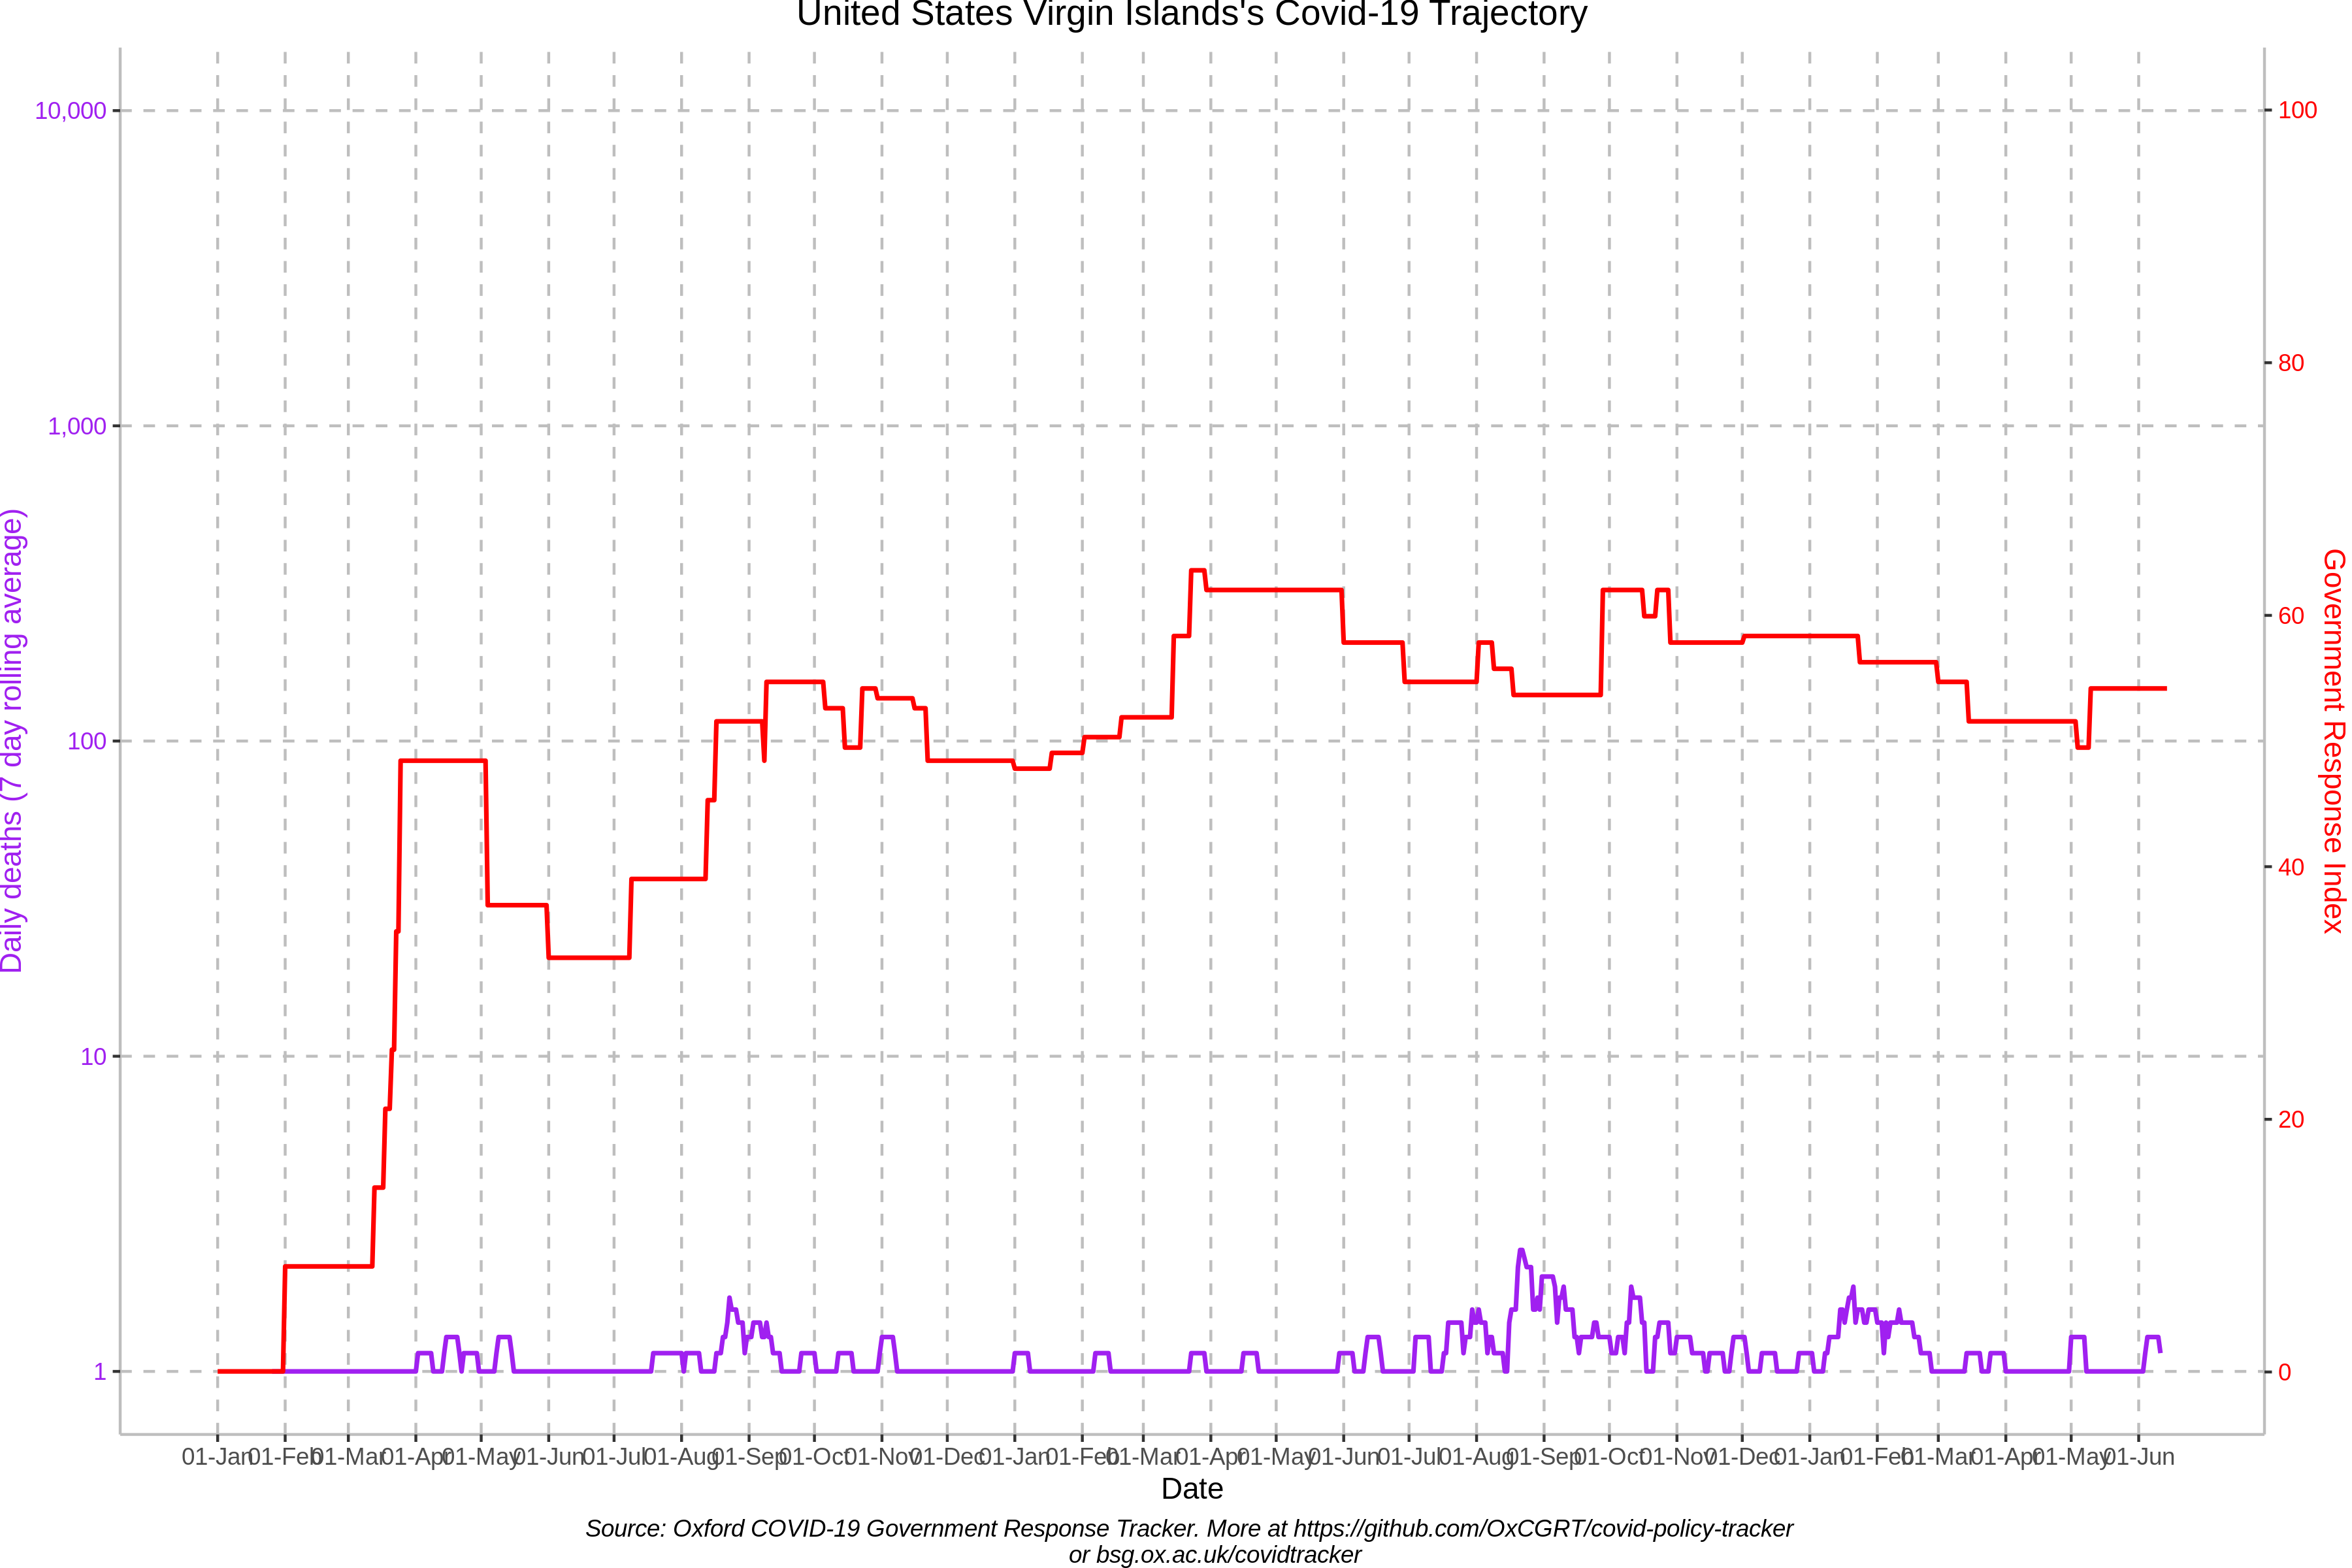 United States Virgin Islands's Covid-19 Trajectory
10,000
1,000
100
10
1
Daily deaths (7 day rolling average)
100
80
60
40
20
0
Government Response Index
01-Jan 01-Feb 01-Mar 01-Apr 01-May 01-Jun 01-Jul 01-Aug 01-Sep 01-Oct 01-Nov 01-Dec 01-Jan 01-Feb 01-Mar 01-Apr 01-May 01-Jun 01-Jul 01-Aug 01-Sep 01-Oct 01-Nov 01-Dec 01-Jan 01-Feb 01-Mar 01-Apr 01-May 01-Jun
Date
Source: Oxford COVID-19 Government Response Tracker. More at https://github.com/OxCGRT/covid-policy-tracker
or bsg.ox.ac.uk/covidtracker